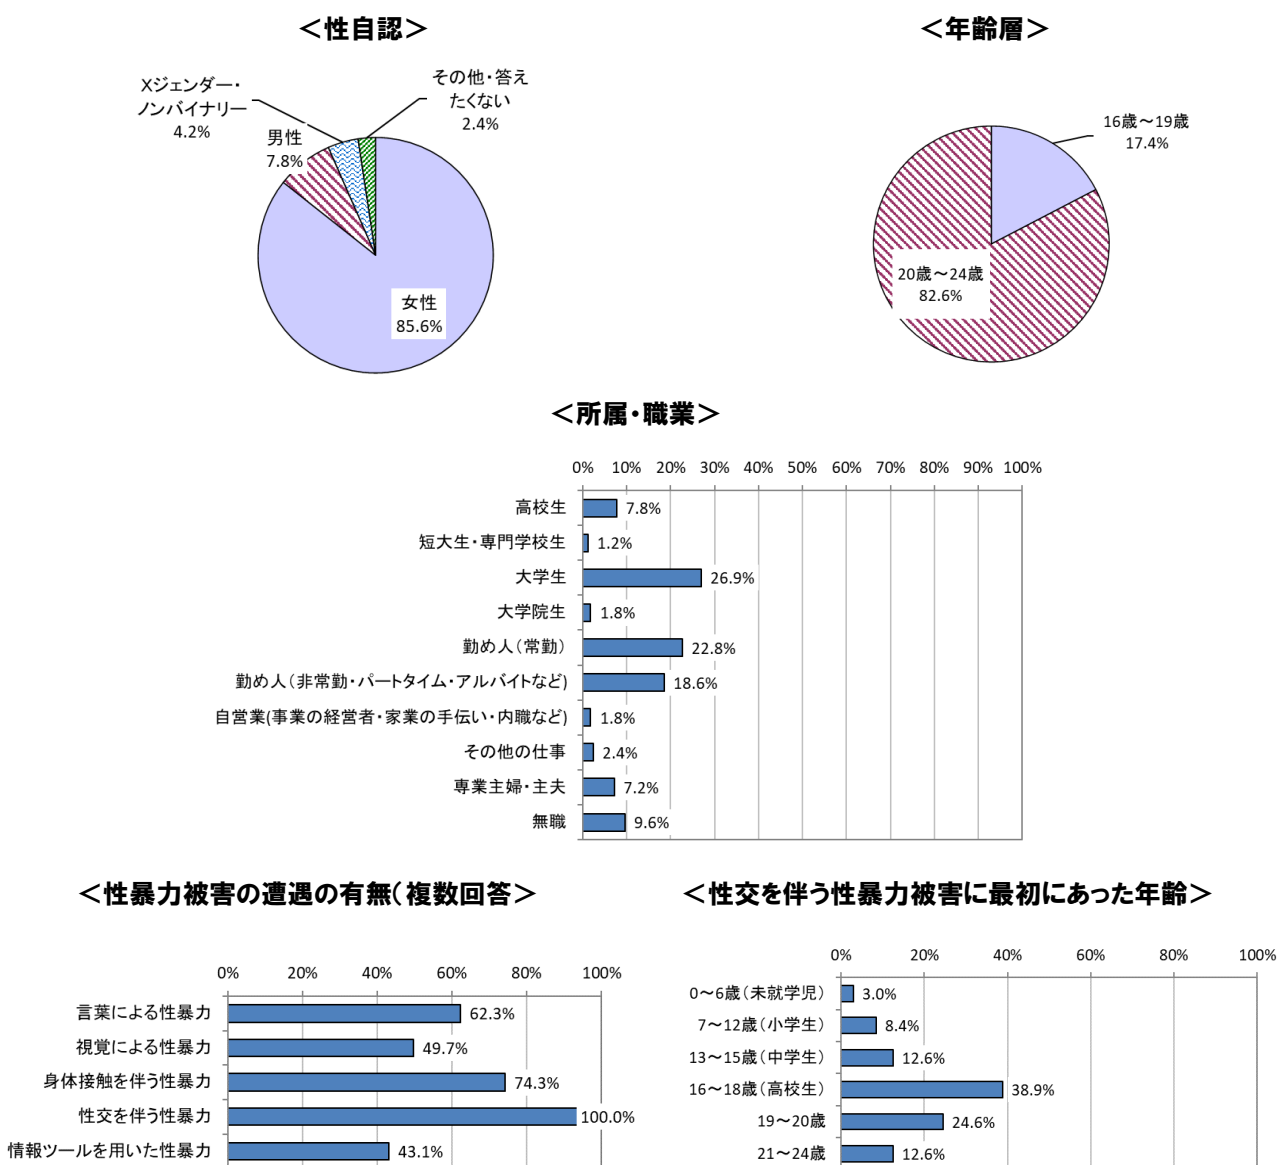 ＜性自認＞
Xジェンダー・
ノンバイナリー
4.2%
その他・答え
たくない
2.4%
男性
7.8%
女性
85.6%
＜年齢層＞
16歳～19歳
17.4%
20歳～24歳
82.6%
＜所属・職業＞
0% 10% 20% 30% 40% 50% 60% 70% 80% 90% 100%
高校生 7.8%
短大生・専門学校生 1.2%
大学生 26.9%
大学院生 1.8%
勤め人（常勤） 22.8%
勤め人（非常勤・パートタイム・アルバイトなど) 18.6%
自営業(事業の経営者・家業の手伝い・内職など) 1.8%
その他の仕事 2.4%
専業主婦・主夫 7.2%
無職 9.6%
＜性暴力被害の遭遇の有無（複数回答＞
0% 20% 40% 60% 80% 100%
言葉による性暴力 62.3%
視覚による性暴力 49.7%
身体接触を伴う性暴力 74.3%
性交を伴う性暴力 100.0%
情報ツールを用いた性暴力 43.1%
＜性交を伴う性暴力被害に最初にあった年齢＞
0% 20% 40% 60% 80% 100%
0～6歳（未就学児） 3.0%
7～12歳（小学生） 8.4%
13～15歳（中学生） 12.6%
16～18歳（高校生） 38.9%
19～20歳 24.6%
21～24歳 12.6%